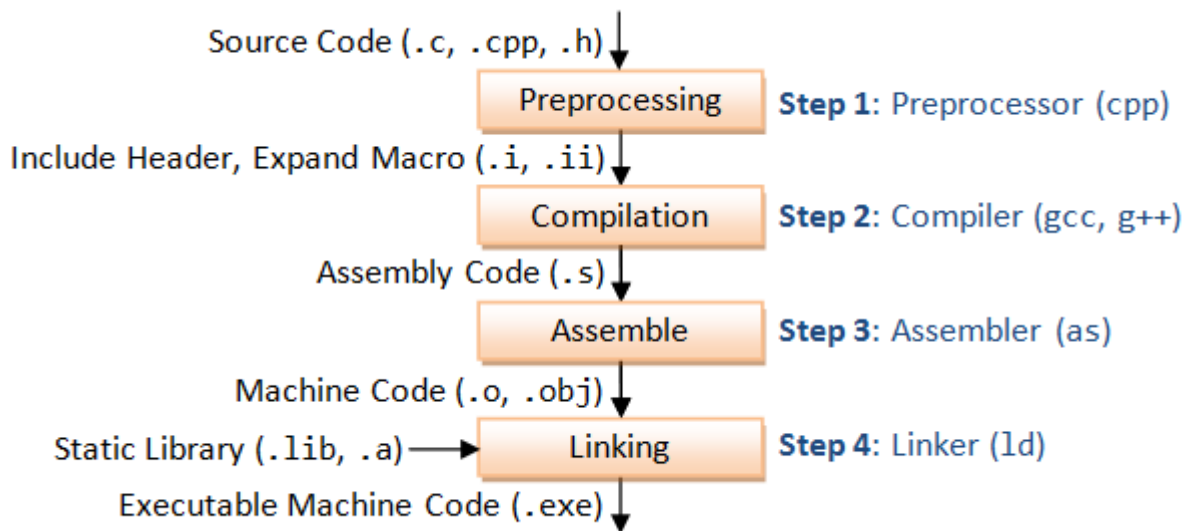 Source Code (.c, .cpp, .h)
Preprocessing
Step 1: Preprocessor (cpp)
Include Header, Expand Macro (.i, .ii)
Compilation
Step 2: Compiler (gcc, g++)
Assembly Code (.s)
Assemble
Step 3: Assembler (as)
Machine Code (.o, .obj)
Static Library (.lib, .a)
Linking
Step 4: Linker (ld)
Executable Machine Code (.exe)